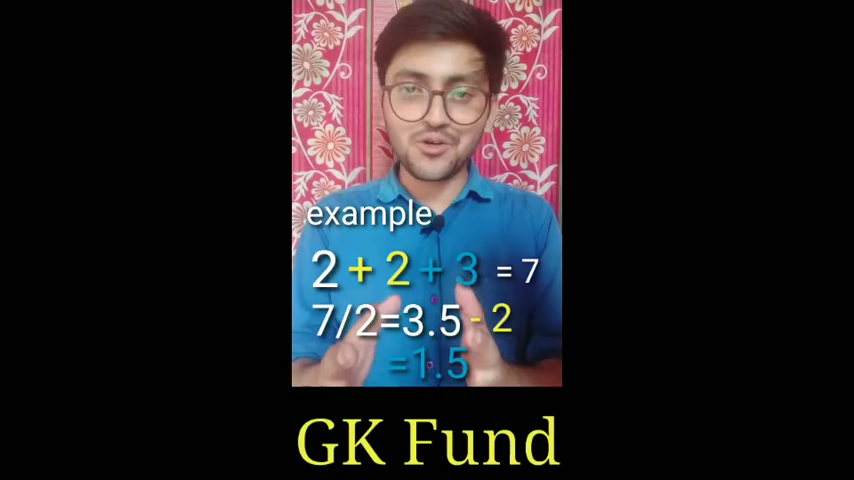 example
2 + 2 + 3 = 7
7/2=3.5 - 2
=1.5
GK Fund